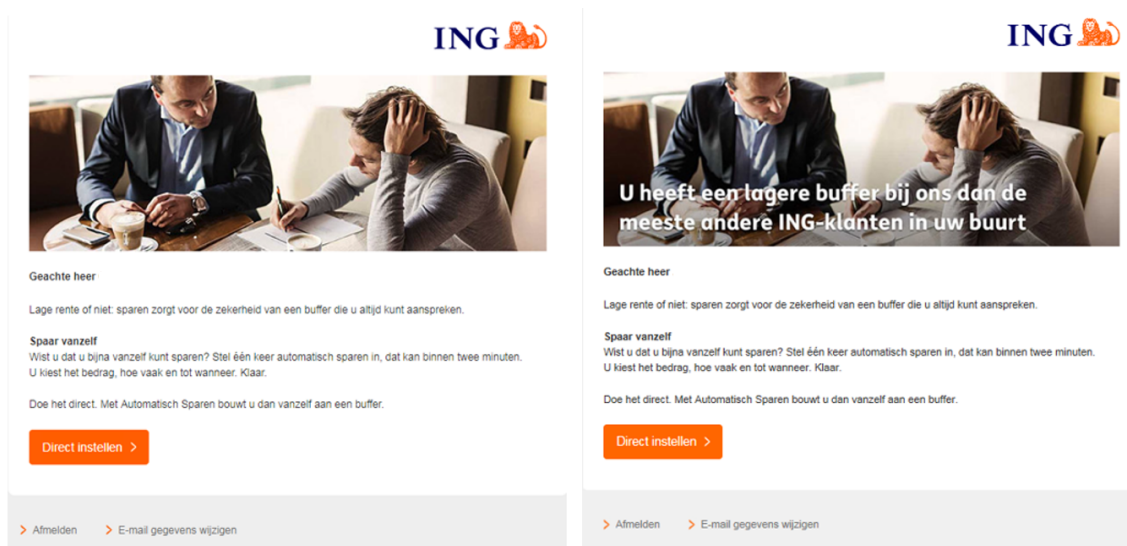 ING
Geachte heer
Lage rente of niet: sparen zorgt voor de zekerheid van een buffer die u altijd kunt aanspreken.
Spaar vanzelf
Wist u dat u bijna vanzelf kunt sparen? Stel één keer automatisch sparen in, dat kan binnen twee minuten.
U kiest het bedrag, hoe vaak en tot wanneer. Klaar.
Doe het direct. Met Automatisch Sparen bouwt u dan vanzelf aan een buffer.
Direct instellen >
> Afmelden > E-mail gegevens wijzigen
ING
U heeft een lagere buffer bij ons dan de
meeste andere ING-klanten in uw buurt
Geachte heer
Lage rente of niet: sparen zorgt voor de zekerheid van een buffer die u altijd kunt aanspreken.
Spaar vanzelf
Wist u dat u bijna vanzelf kunt sparen? Stel één keer automatisch sparen in, dat kan binnen twee minuten.
U kiest het bedrag, hoe vaak en tot wanneer. Klaar.
Doe het direct. Met Automatisch Sparen bouwt u dan vanzelf aan een buffer.
Direct instellen >
> Afmelden > E-mail gegevens wijzigen